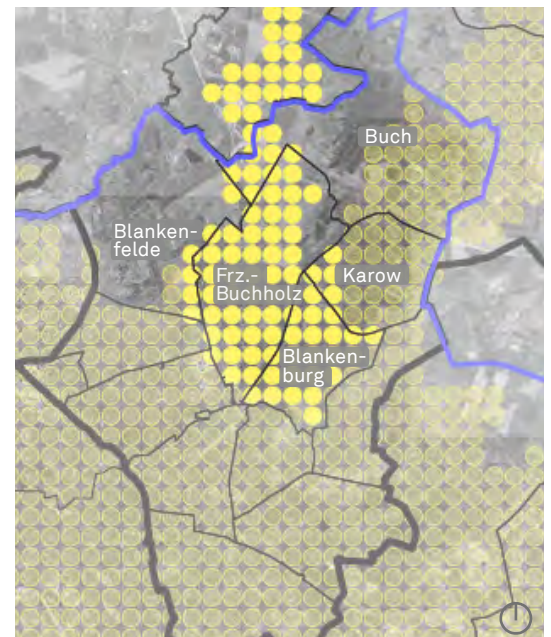 Buch
Blanken-
felde
Frz.-
Buchholz
Karow
Blanken-
burg